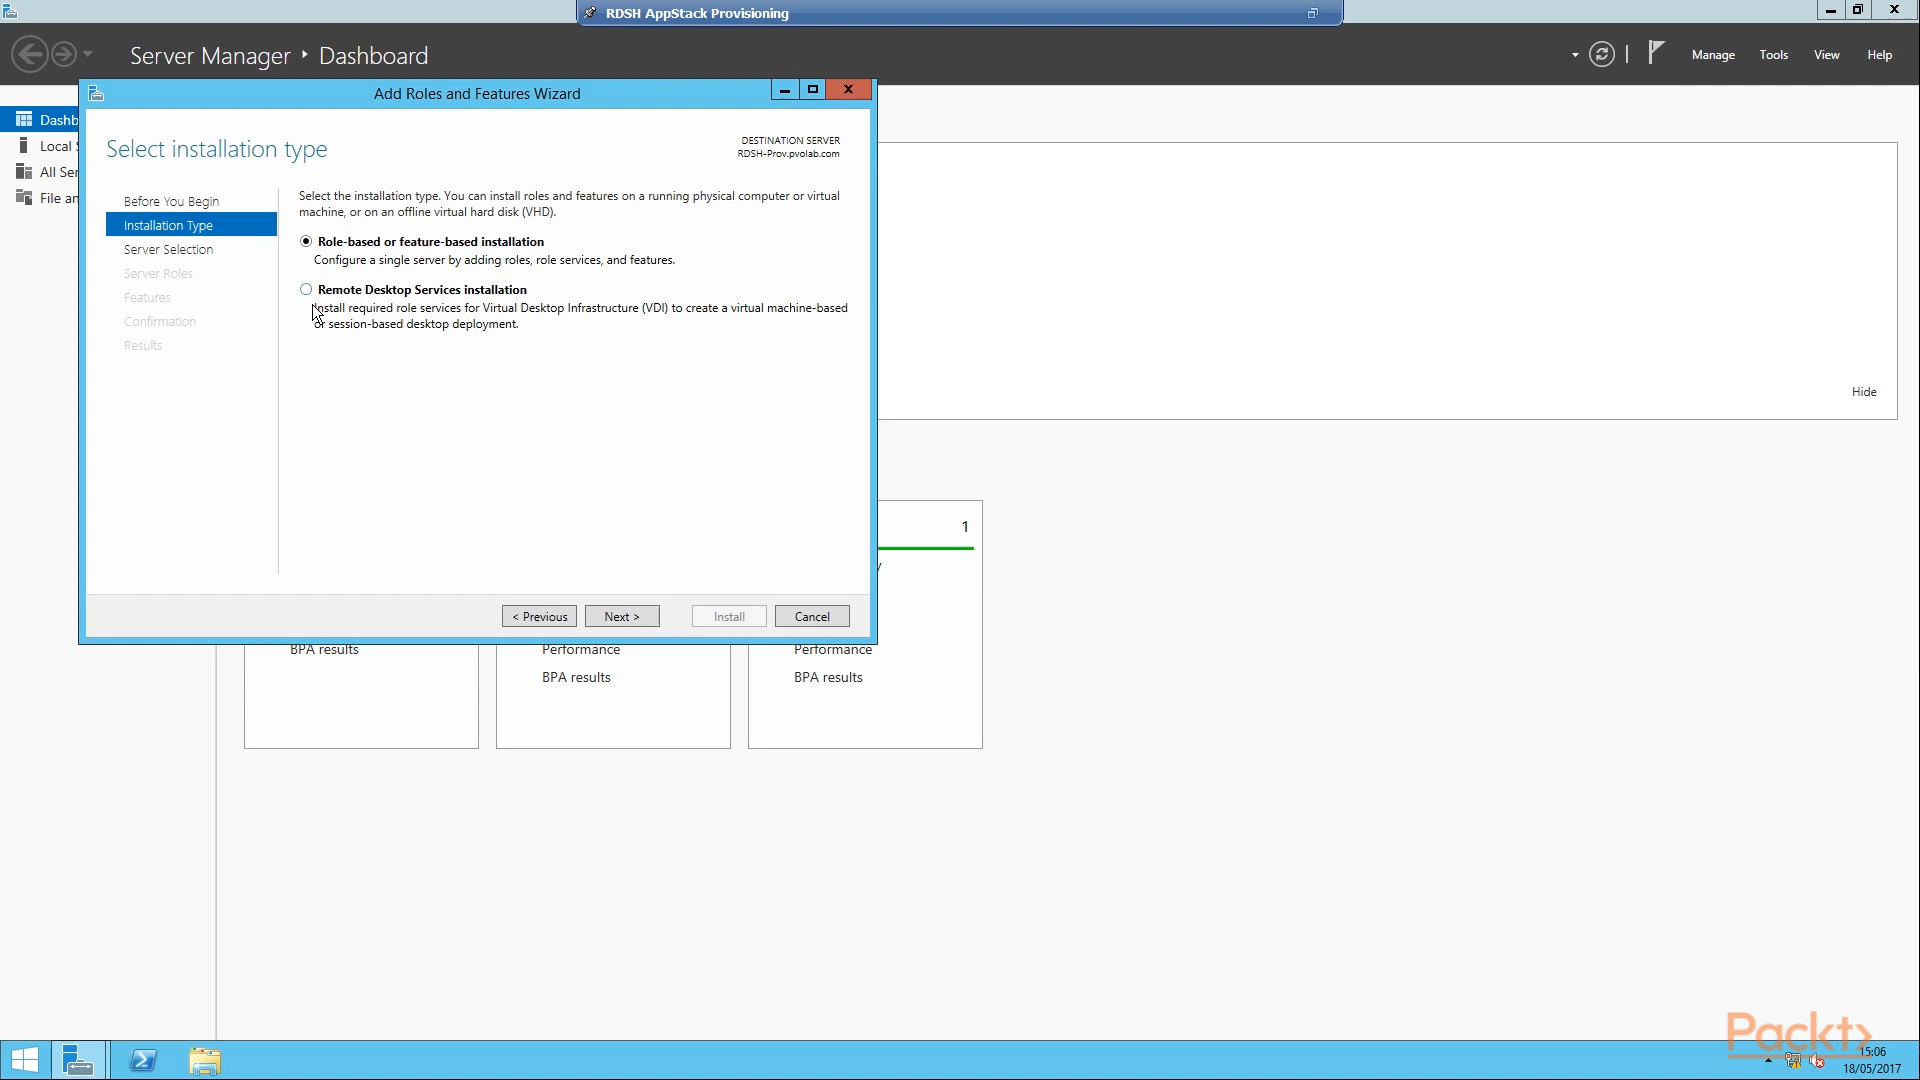 RDSH AppStack Provisioning
Server Manager
Dashboard
Manage
Tools
View
Help
Add Roles and Features Wizard
Dashb
Local
All Ser
File an
Select installation type
DESTINATION SERVER
RDSH-Prov.pvolab.com
Before You Begin
Installation Type
Server Selection
Server Roles
Features
Confirmation
Results
Select the installation type. You can install roles and features on a running physical computer or virtual
machine, or on an offline virtual hard disk (VHD).
Role-based or feature-based installation
Configure a single server by adding roles, role services, and features.
Remote Desktop Services installation
Install required role services for Virtual Desktop Infrastructure (VDI) to create a virtual machine-based
or session-based desktop deployment.
Hide
1
< Previous
Next >
Install
Cancel
BPA results
Performance
BPA results
Performance
BPA results
Packt>
15:06
18/05/2017